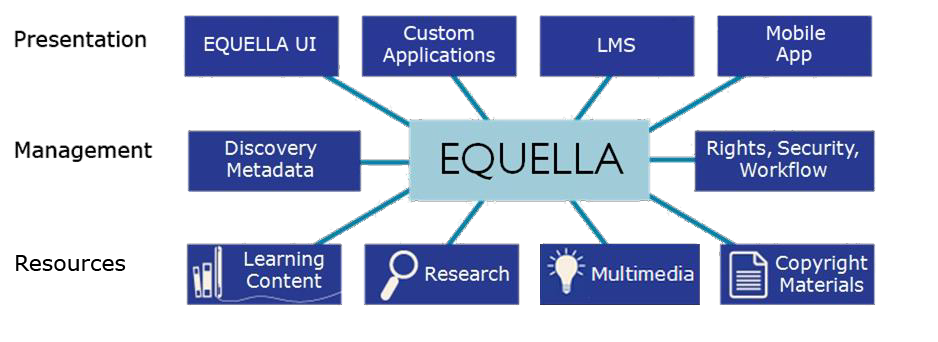 Presentation
EQUELLA UI
Custom
Applications
LMS
Mobile
App
Management
Discovery
Metadata
EQUELLA
Rights, Security,
Workflow
Resources
Learning
Content
Research
Multimedia
Copyright
Materials